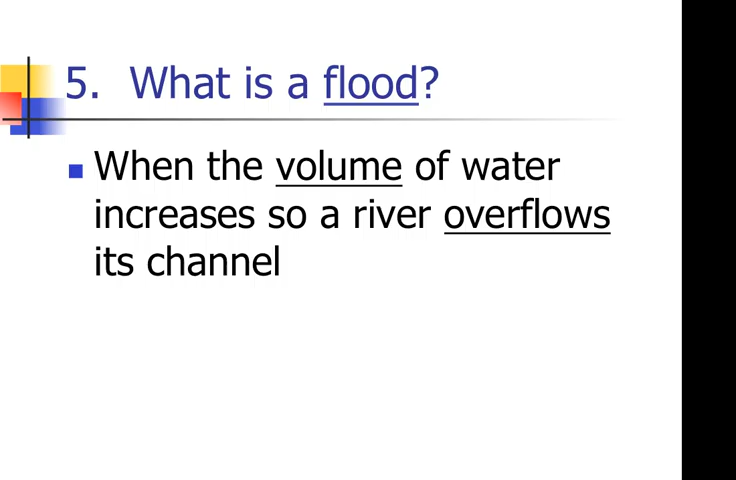 5. What is a flood?
When the volume of water
increases so a river overflows
its channel